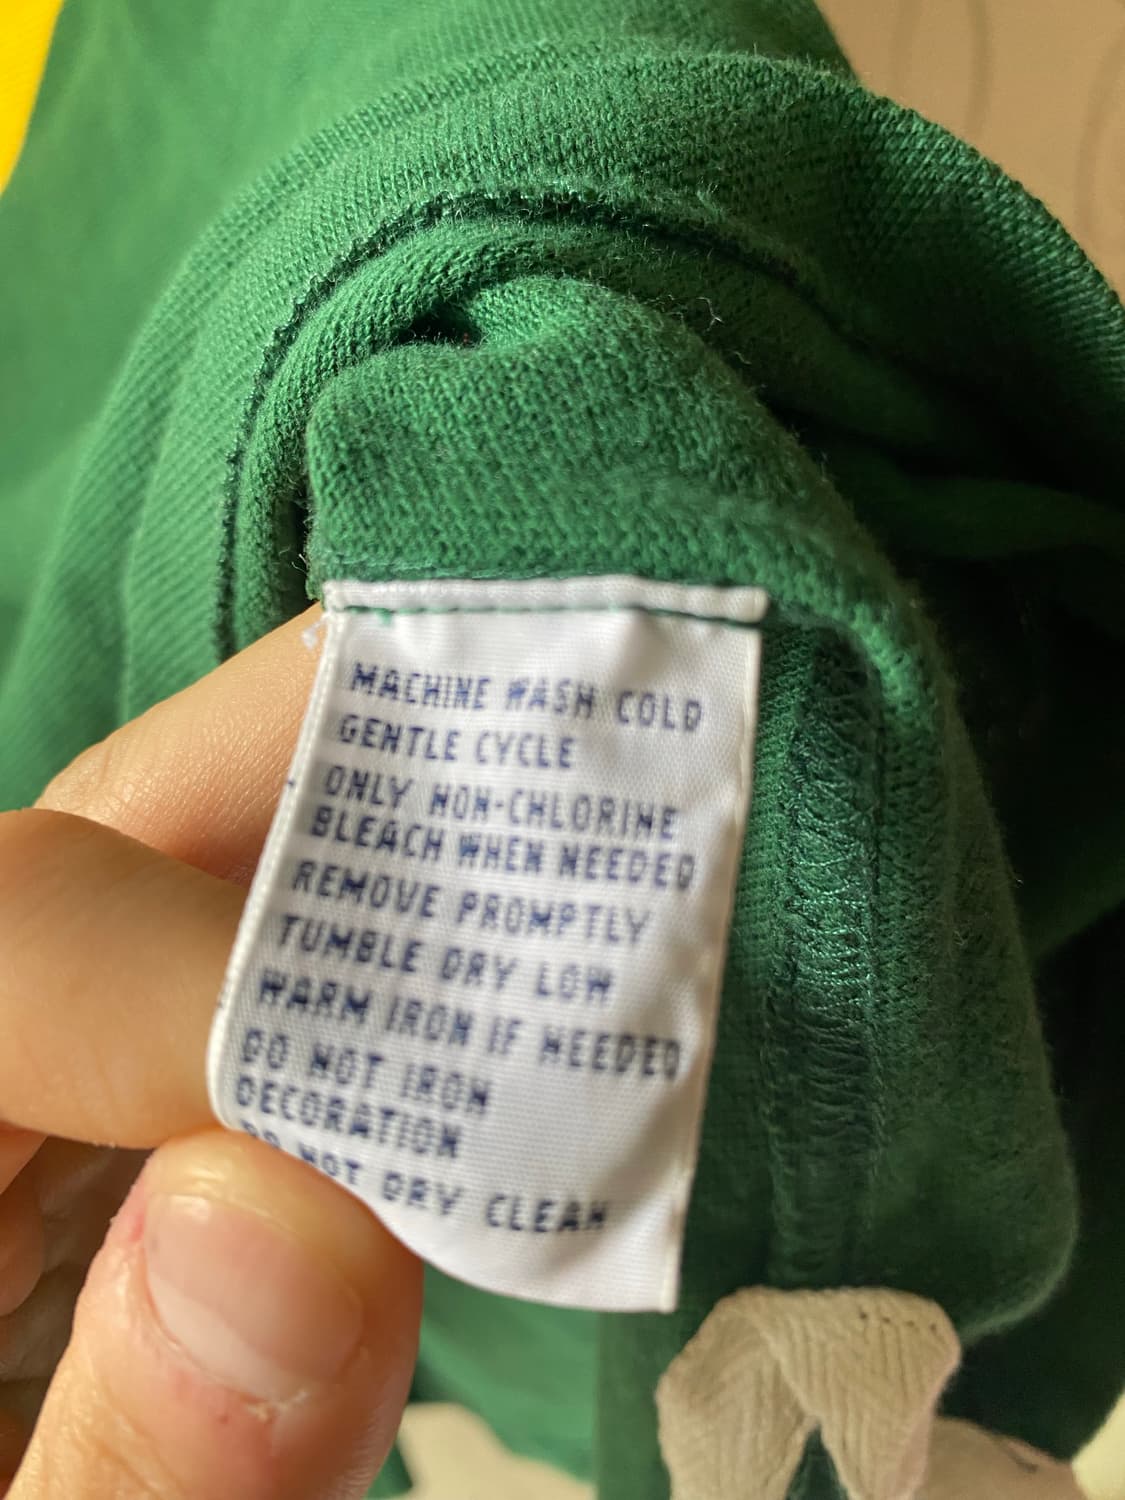 MACHINE WASH COLD
GENTLE CYCLE
ONLY NON-CHLORINE
BLEACH WHEN NEEDED
REMOVE PROMPTLY
TUMBLE DRY LOW
WARM IRON IF NEEDED
DO NOT IRON
DECORATION
DO NOT DRY CLEAN